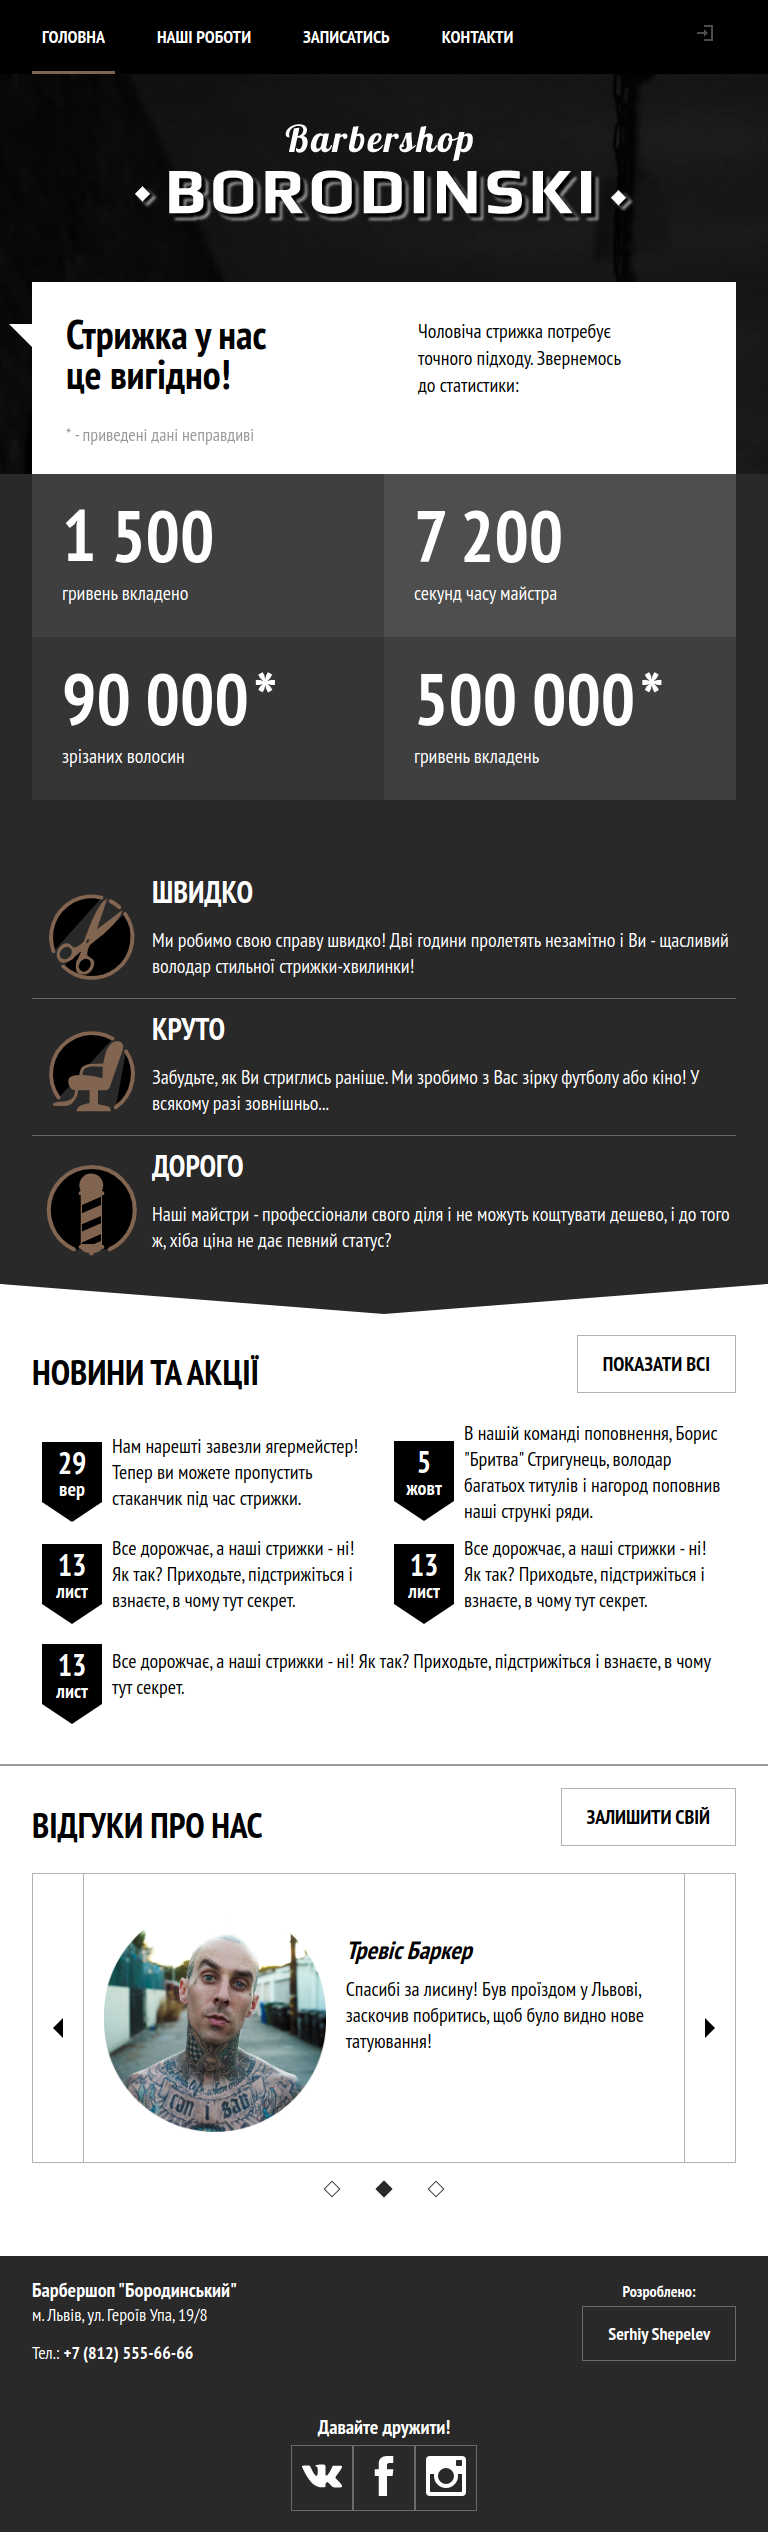 ГОЛОВНА НАШІ РОБОТИ ЗАПИСАТИСЬ КОНТАКТИ
Barbershop
BORODINSKI
Стрижка у нас
це вигідно!
* - приведені дані неправдиві
Чоловіча стрижка потребує
точного підходу. Звернемось
до статистики:
1 500
гривень вкладено
7 200
секунд часу майстра
90 000*
зрізаних волосин
500 000*
гривень вкладень
ШВИДКО
Ми робимо свою справу швидко! Дві години пролетять незамітно і Ви - щасливий
володар стильної стрижки-хвилинки!
КРУТО
Забудьте, як Ви стриглись раніше. Ми зробимо з Вас зірку футболу або кіно! У
всякому разі зовнішньо...
ДОРОГО
Наші майстри - професіонали свого діля і не можуть коштувати дешево, і до того
ж, хіба ціна не дає певний статус?
НОВИНИ ТА АКЦІЇ
ПОКАЗАТИ ВСІ
29
вер
Нам нарешті завезли ягермейстер!
Тепер ви можете пропустить
стаканчик під час стрижки.
5
жовт
В нашій команді поповнення, Борис
"Бритва" Стригунець, володар
багатьох титулів і нагород поповнив
наші стрункі ряди.
13
лист
Все дорожчає, а наші стрижки - ні!
Як так? Приходьте, підстрижіться і
взнаєте, в чому тут секрет.
13
лист
Все дорожчає, а наші стрижки - ні!
Як так? Приходьте, підстрижіться і
взнаєте, в чому тут секрет.
13
лист
Все дорожчає, а наші стрижки - ні! Як так? Приходьте, підстрижіться і взнаєте, в чому
тут секрет.
ВІДГУКИ ПРО НАС
ЗАЛИШИТИ СВІЙ
can i say
Тревіс Баркер
Спасибі за лисину! Був проїздом у Львові,
заскочив побритись, щоб було видно нове
татуювання!
Барбершоп "Бородинський"
м. Львів, ул. Героїв Упа, 19/8
Тел.: +7 (812) 555-66-66
Розроблено:
Serhiy Shepelev
Давайте дружити!